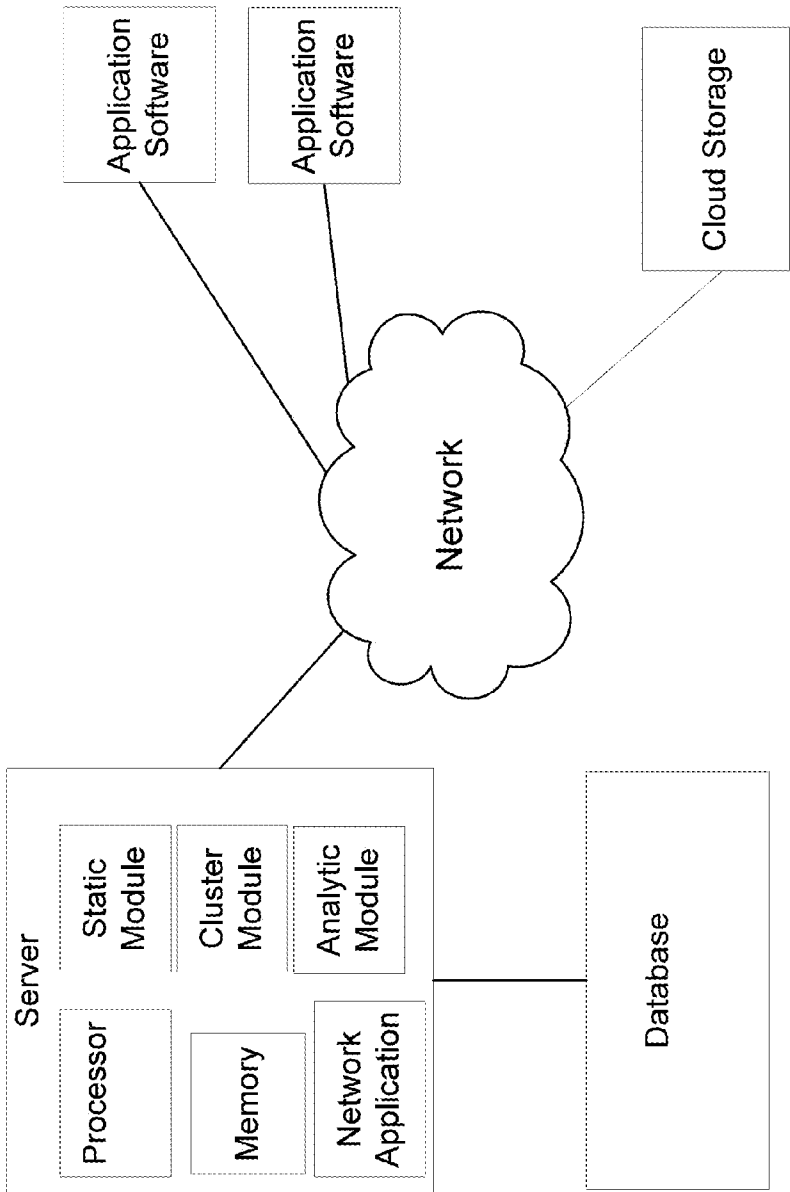 Server
Processor
Static
Module
Memory
Cluster
Module
Network
Application
Analytic
Module
Database
Network
Application
Software
Application
Software
Cloud Storage